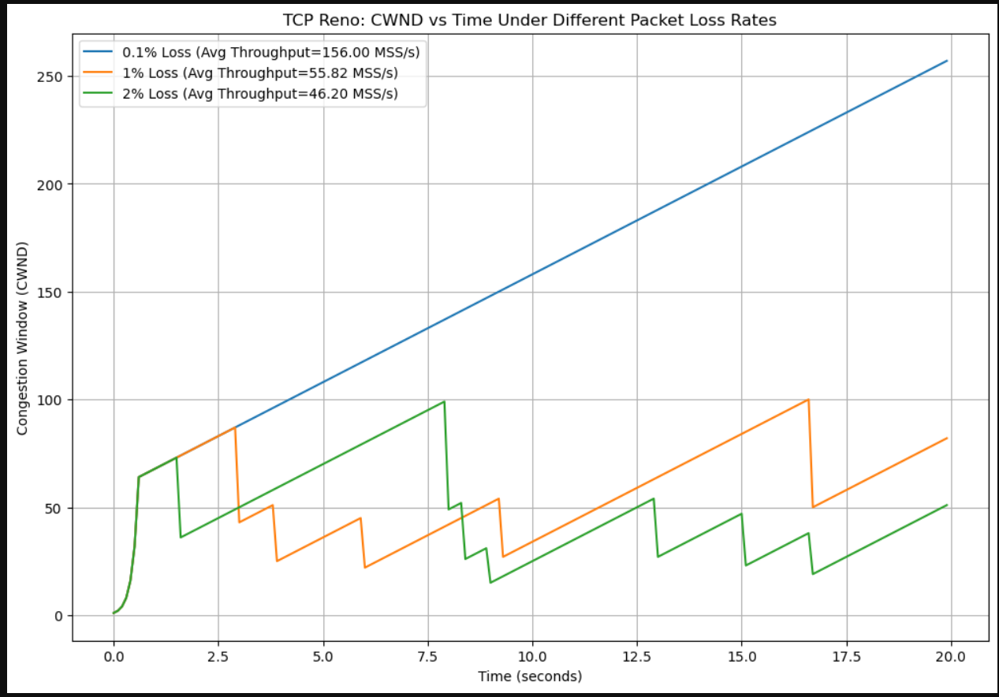 TCP Reno: CWND vs Time Under Different Packet Loss Rates
0.1% Loss (Avg Throughput=156.00 MSS/s)
1% Loss (Avg Throughput=55.82 MSS/s)
2% Loss (Avg Throughput=46.20 MSS/s)
Congestion Window (CWND)
250
200
150
100
50
0
0.0 2.5 5.0 7.5 10.0 12.5 15.0 17.5 20.0
Time (seconds)